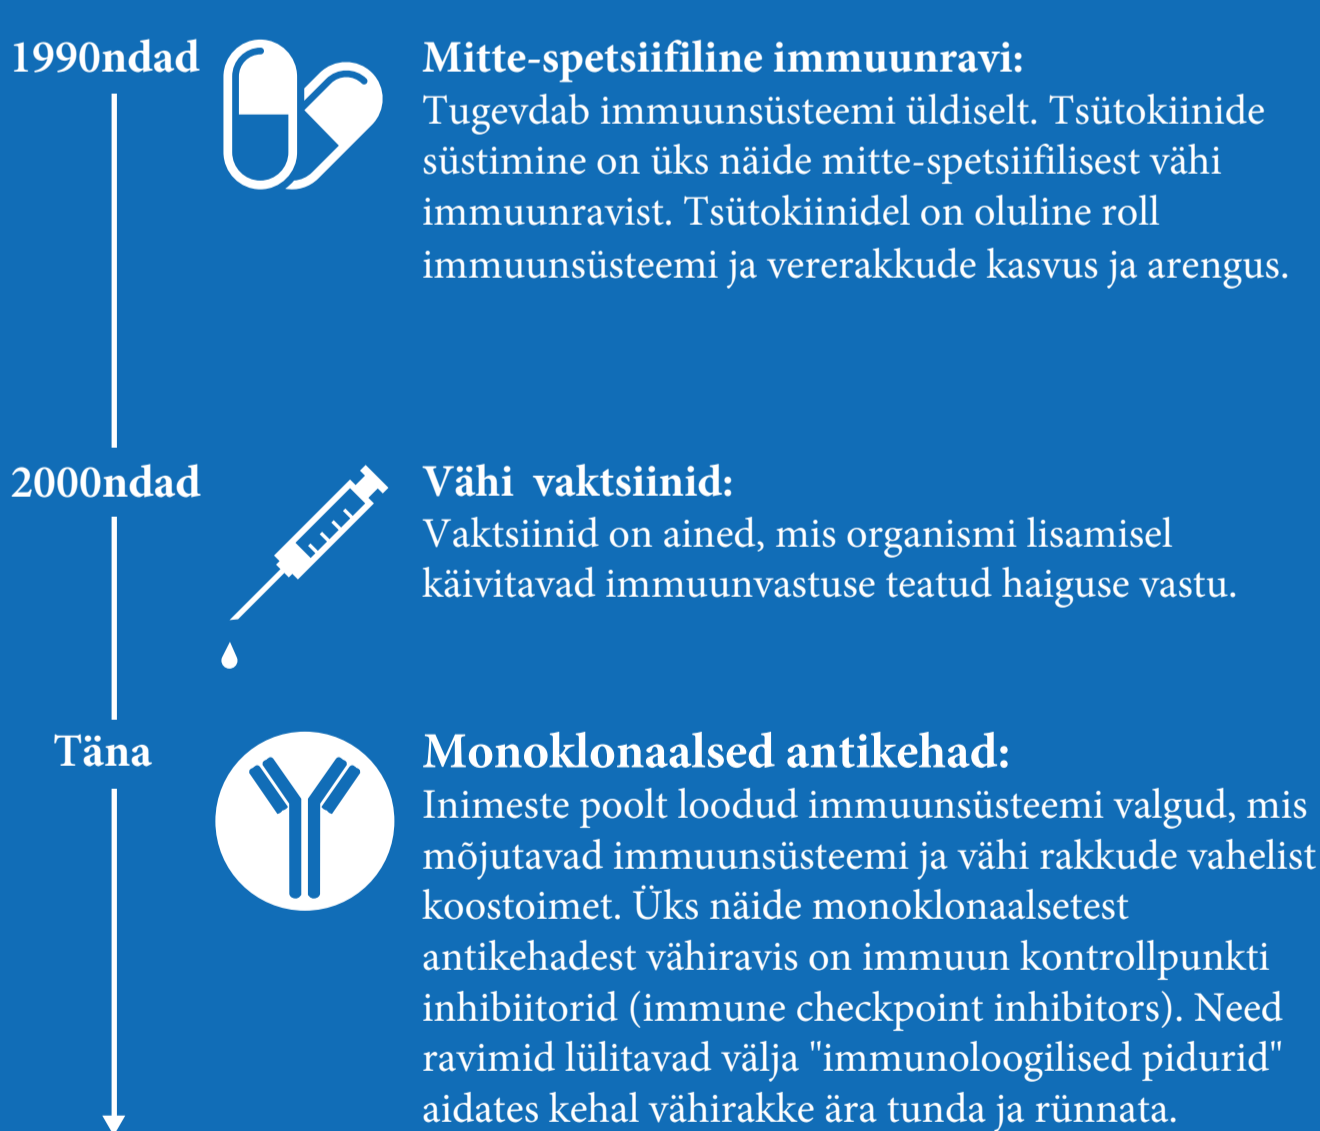 1990ndad
Mitte-spetsiifiline immuunravi:
Tugevdab immuunsüsteemi üldiselt. Tsütokiinide
süstimine on üks näide mitte-spetsiifilisest vähi
immuunravist. Tsütokiinidel on oluline roll
immuunsüsteemi ja vererakkude kasvus ja arengus.
2000ndad
Vähi vaktsiinid:
Vaktsiinid on ained, mis organismi lisamisel
käivitavad immuunvastuse teatud haiguse vastu.
Täna
Monoklonaalsed antikehad:
Inimeste poolt loodud immuunsüsteemi valgud, mis
mõjutavad immuunsüsteemi ja vähi rakkude vahelist
koostoimet. Üks näide monoklonaalsetest
antikehadest vähiravis on immuun kontrollpunkti
inhibiitorid (immune checkpoint inhibitors). Need
ravimid lülitavad välja "immunoloogilised pidurid"
aidates kehal vähirakke ära tunda ja rünnata.